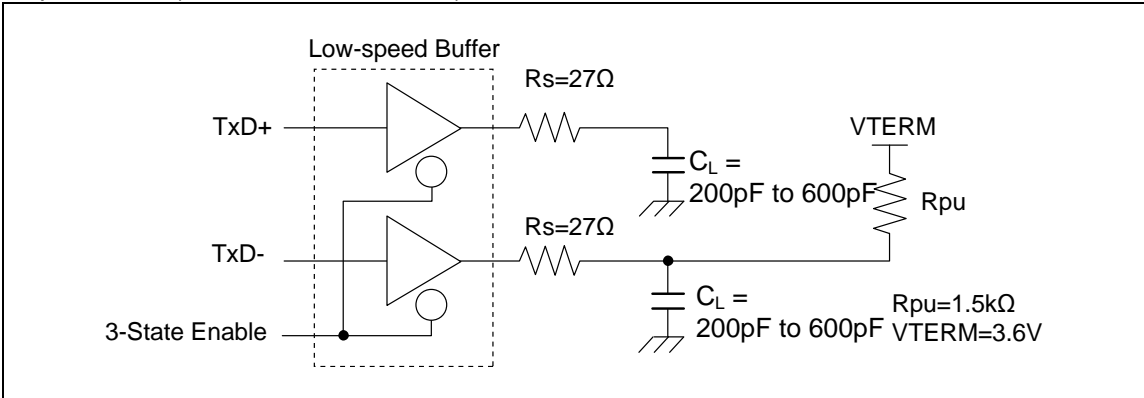 Low-speed Buffer
Rs=27Ω
TxD+
VTERM
C_L =
200pF to 600pF
Rpu
Rs=27Ω
TxD-
C_L =
200pF to 600pF
Rpu=1.5kΩ
VTERM=3.6V
3-State Enable